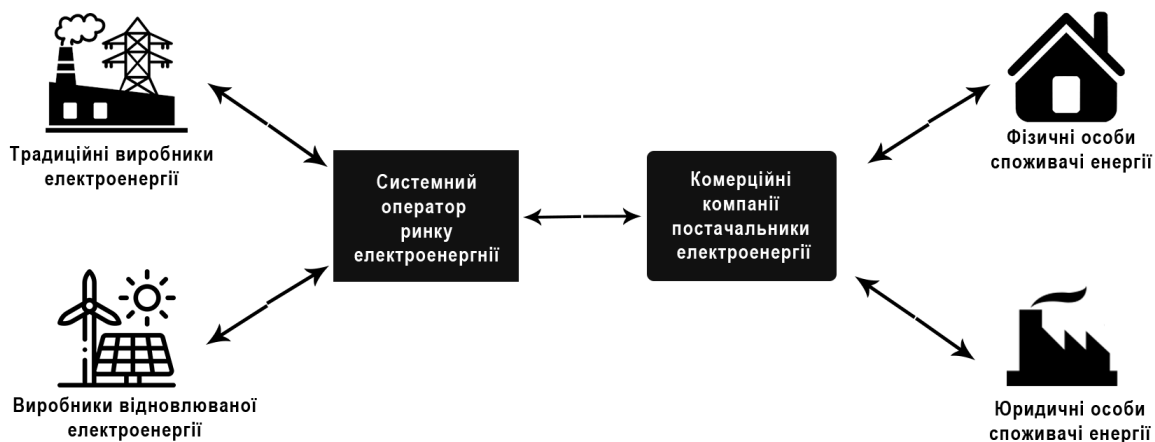 Традиційні виробники
електроенергії
Системний
оператор
ринку
електроенергнії
Комерційні
компанії
постачальники
електроенергії
Фізичні особи
споживачі енергії
Виробники відновлюваної
електроенергії
Юридичні особи
споживачі енергії